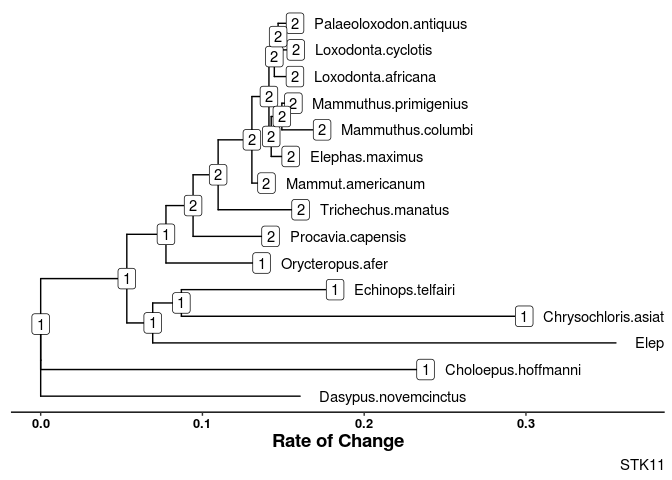 2 Palaeoloxodon.antiquus
2
2 Loxodonta.cyclotis
2
2 Loxodonta.africana
2
2 Mammuthus.primigenius
2
2 Mammuthus.columbi
2
2
2 Elephas.maximus
2
2 Mammut.americanum
2
2 Trichechus.manatus
2
1 2 Procavia.capensis
1 Orycteropus.afer
1
1 Echinops.telfairi
1
1 Chrysochloris.asiat
1
1
Elep
1 Choloepus.hoffmanni
Dasypus.novemcinctus
0.0 0.1 0.2 0.3
Rate of Change
STK11